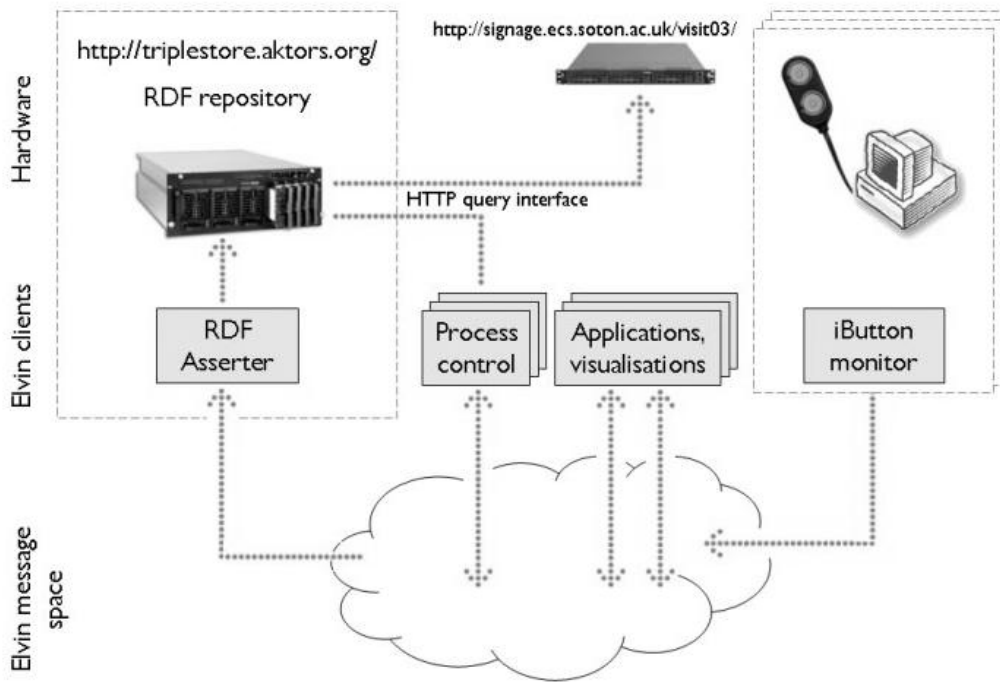 http://triplestore.aktors.org/
RDF repository
http://signage.ecs.soton.ac.uk/visit03/
HTTP query interface
RDF
Asserter
Process
control
Applications,
visualisations
iButton
monitor
Hardware
Elvin clients
Elvin message
space